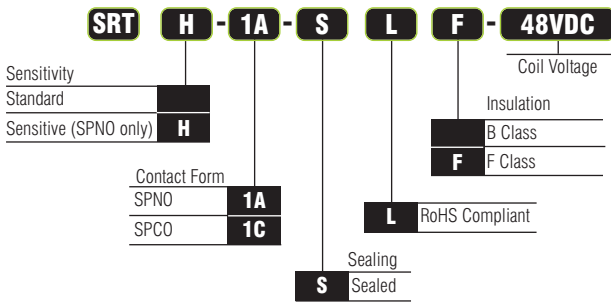 SRT H - 1A - S L F - 48VDC
Coil Voltage
Sensitivity
Standard
Sensitive (SPNO only) H
Insulation
B Class
F F Class
Contact Form
SPNO 1A
SPCO 1C
L RoHS Compliant
Sealing
S Sealed